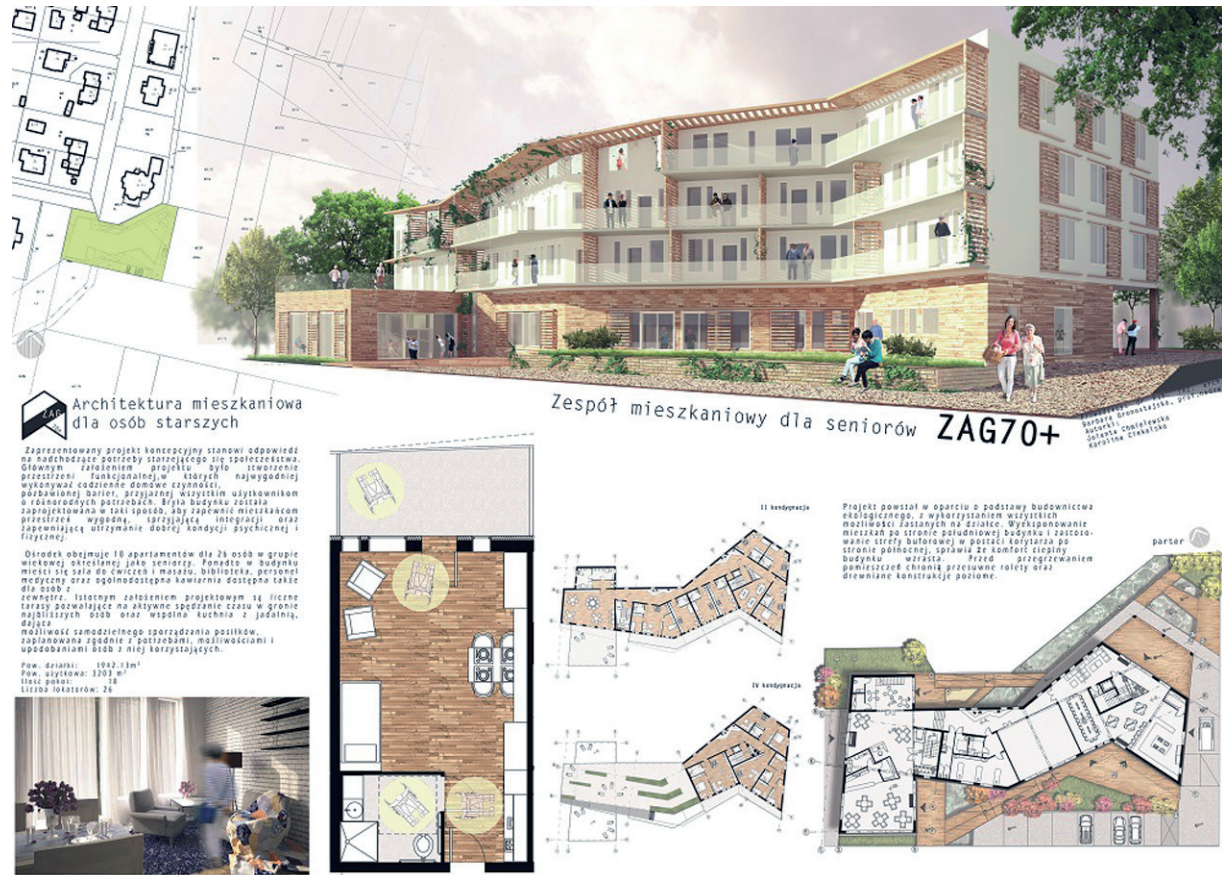 ZAG
Architektura mieszkaniowa
dla osób starszych
Zaprezentowany projekt koncepcyjny stanowi odpowiedź
na nadchodzące potrzeby starzejącego się społeczeństwa.
Głównym założeniem projektu było stworzenie
przestrzeni funkcjonalnej,w których najwygodniej
wykonywać codzienne domowe czynności,
pozbawionej barier, przyjaznej wszystkim użytkownikom
o różnorodnych potrzebach. Bryła budynku została
zaprojektowana w taki sposób, aby zapewnić mieszkańcom
przestrzeń wygodną, sprzyjającą integracji oraz
zapewniającą utrzymanie dobrej kondycji psychicznej i
fizycznej.
Ośrodek obejmuje 18 apartamentów dla 26 osób w grupie
wiekowej określanej jako seniorzy. Ponadto w budynku
mieści się sala do ćwiczeń i masażu, biblioteka, personel
medyczny oraz ogólnodostępna kawiarnia dostępna także
dla osób z
zewnętrz. Istotnym założeniem projektowym są liczne
tarasy pozwalające na aktywne spędzanie czasu w gronie
najbliższych osób oraz wspólna kuchnia z jadalnią,
dająca
możliwość samodzielnego sporządzania posiłków,
zaplanowana zgodnie z potrzebami, możliwościami i
upodobaniami osób z niej korzystających.
Pow. działki: 1942.13m²
Pow. użytkowa: 3203 m²
Ilość pokoi: 18
Liczba lokatorów: 26
Zespół mieszkaniowy dla seniorów ZAG70+
Barbara Gronostajska, prof.
Autorki:
Jolanta Chmielewska
Karolina Ciekalska
II kondygnacja
IV kondygnacja
Projekt powstał w oparciu o podstawy budownictwa
ekologicznego, z wykorzystaniem wszystkich
możliwości zastanych na działce. Wyeksponowanie
mieszkań po stronie południowej budynku i zastoso-
wanie strefy buforowej w postaci korytarza po
stronie północnej, sprawia że komfort cieplny
budynku wzrasta. Przed przegrzewaniem
pomieszczeń chronią przesuwne rolety oraz
drewniane konstrukcje poziome.
parter